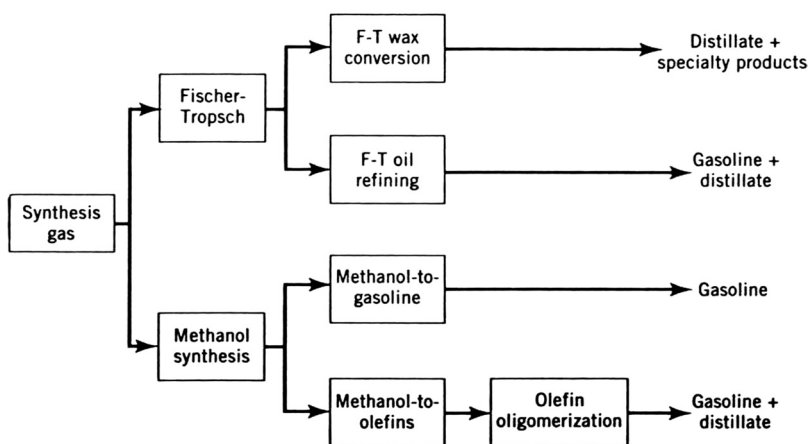 F-T wax
conversion
Distillate +
specialty products
Fischer-
Tropsch
F-T oil
refining
Gasoline +
distillate
Synthesis
gas
Methanol-to-
gasoline
Gasoline
Methanol
synthesis
Methanol-to-
olefins
Olefin
oligomerization
Gasoline +
distillate